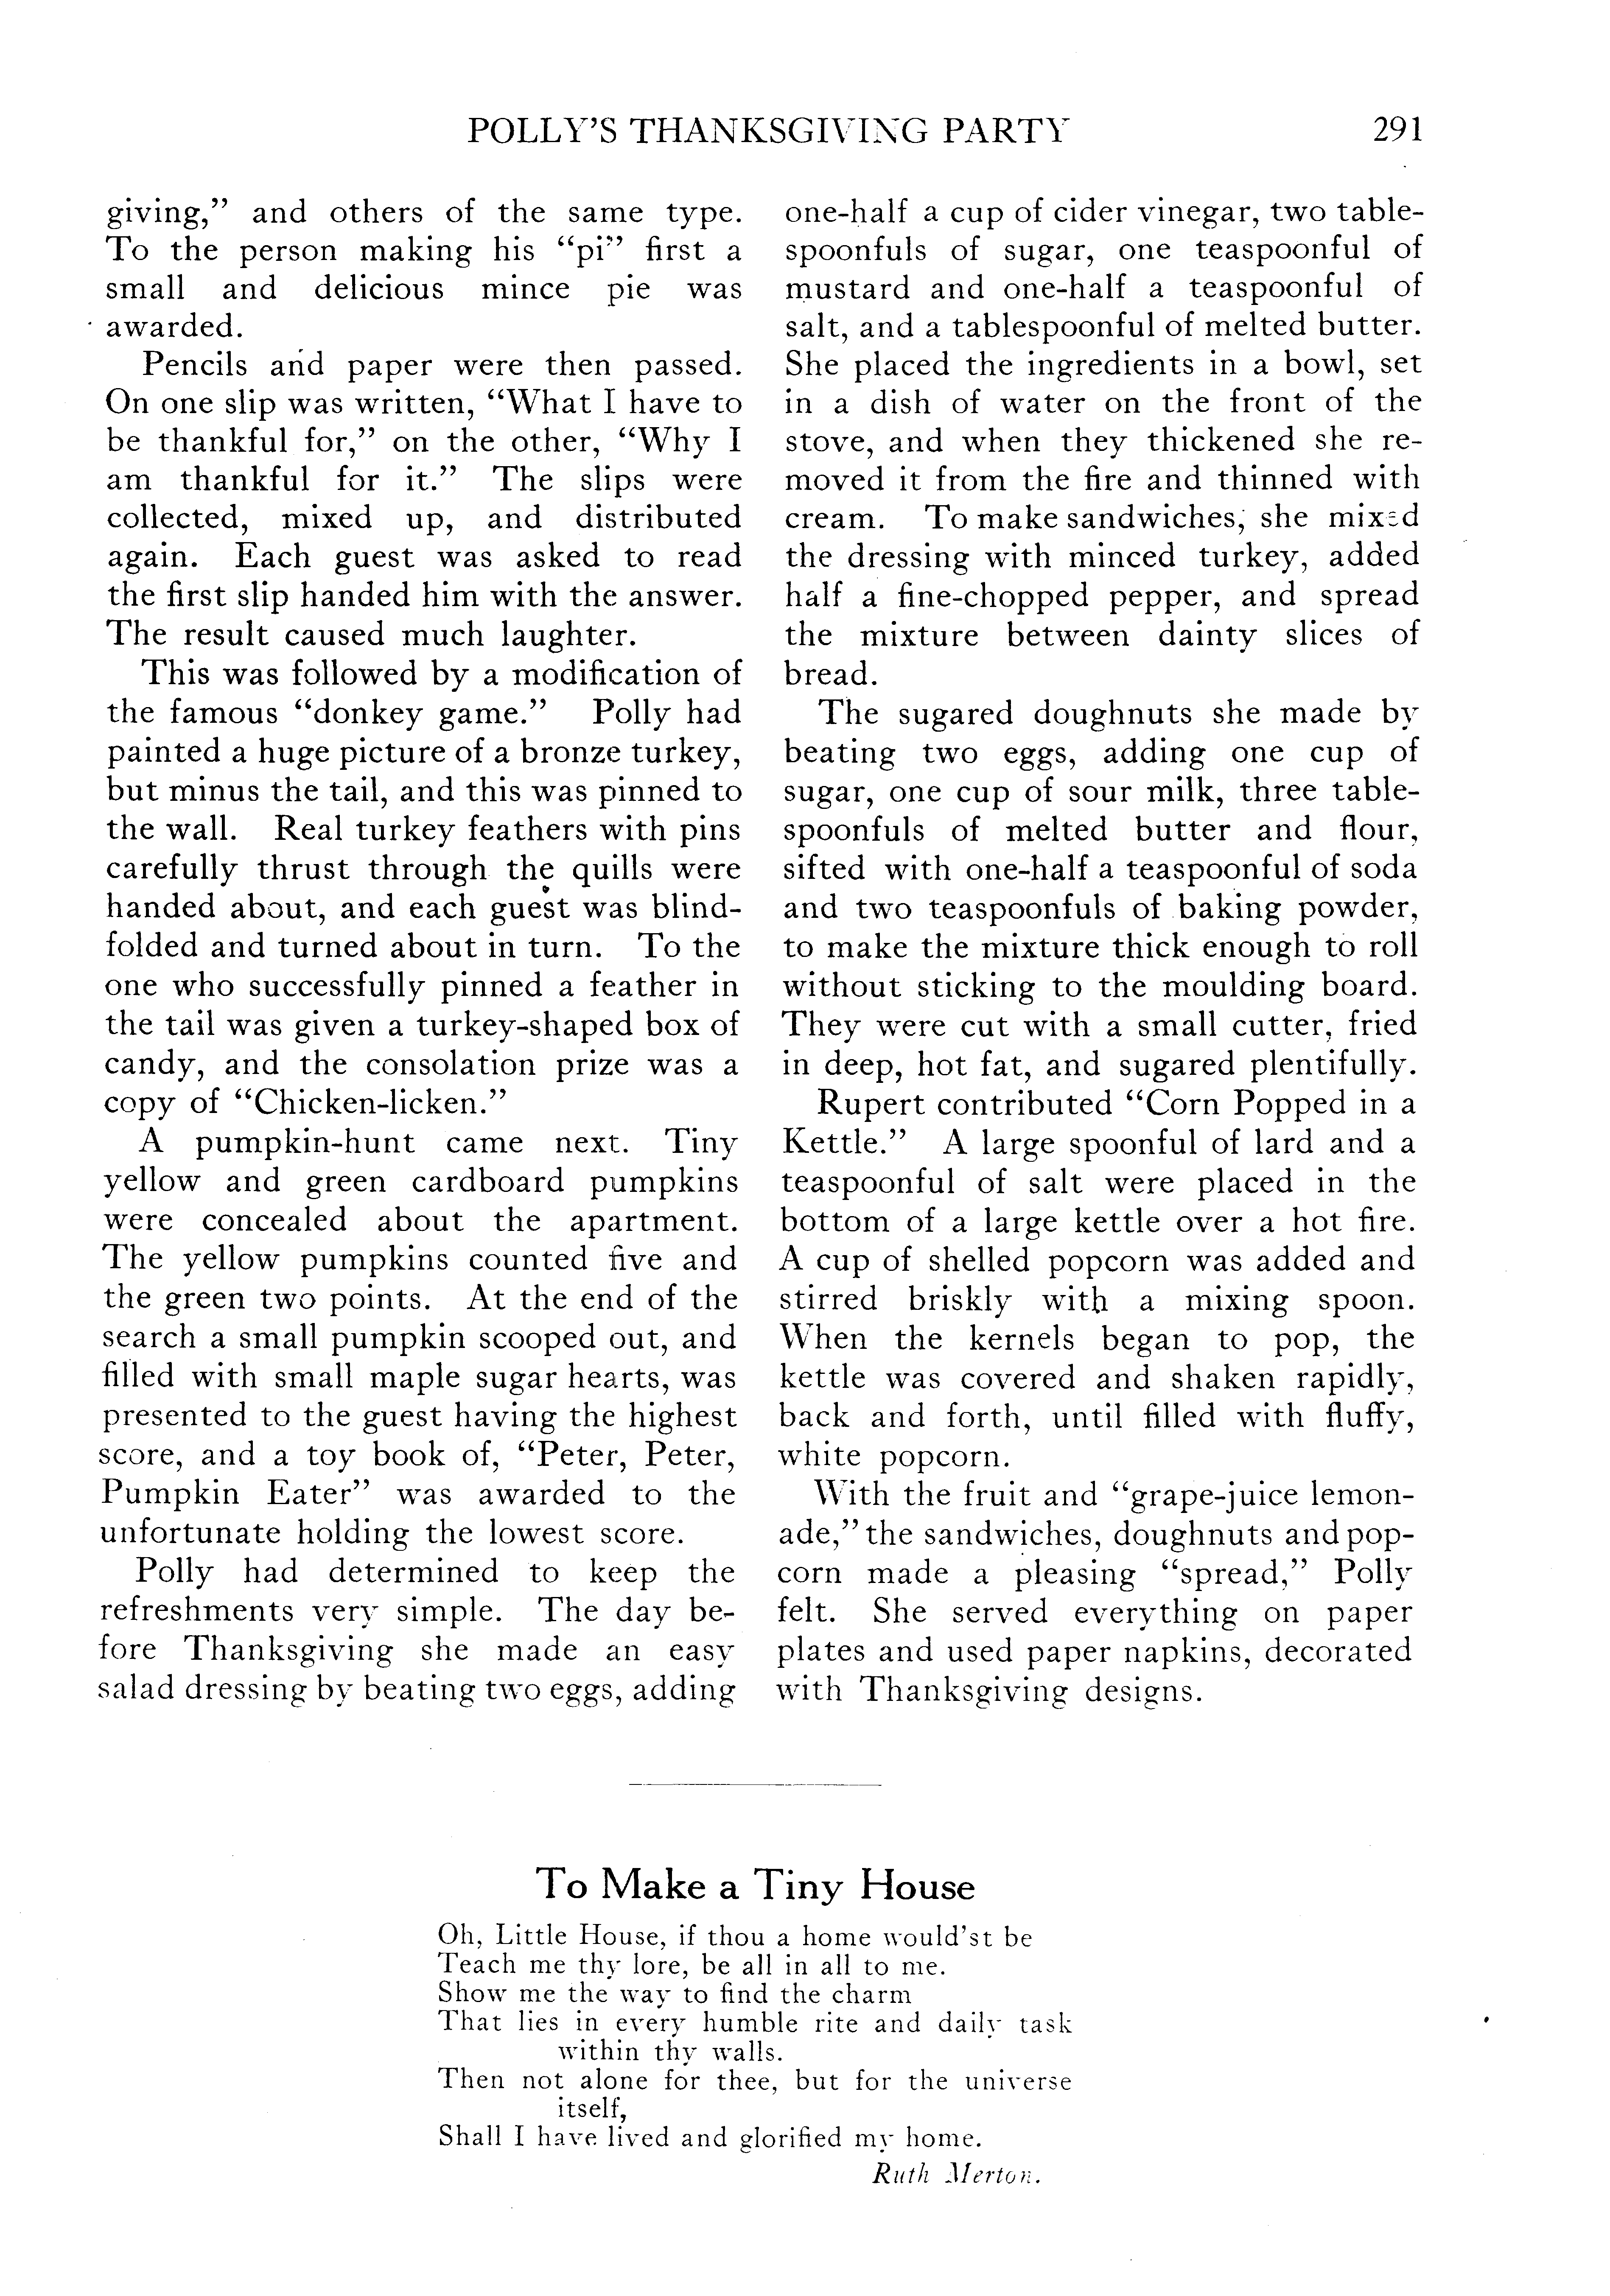 POLLY'S THANKSGIVING PARTY 291
giving," and others of the same type.
To the person making his "pi" first a
small and delicious mince pie was
awarded.
Pencils and paper were then passed.
On one slip was written, "What I have to
be thankful for," on the other, "Why I
am thankful for it." The slips were
collected, mixed up, and distributed
again. Each guest was asked to read
the first slip handed him with the answer.
The result caused much laughter.
This was followed by a modification of
the famous "donkey game." Polly had
painted a huge picture of a bronze turkey,
but minus the tail, and this was pinned to
the wall. Real turkey feathers with pins
carefully thrust through the quills were
handed about, and each guest was blind-
folded and turned about in turn. To the
one who successfully pinned a feather in
the tail was given a turkey-shaped box of
candy, and the consolation prize was a
copy of "Chicken-licken."
A pumpkin-hunt came next. Tiny
yellow and green cardboard pumpkins
were concealed about the apartment.
The yellow pumpkins counted five and
the green two points. At the end of the
search a small pumpkin scooped out, and
filled with small maple sugar hearts, was
presented to the guest having the highest
score, and a toy book of, "Peter, Peter,
Pumpkin Eater" was awarded to the
unfortunate holding the lowest score.
Polly had determined to keep the
refreshments very simple. The day be-
fore Thanksgiving she made an easy
salad dressing by beating two eggs, adding
one-half a cup of cider vinegar, two table-
spoonfuls of sugar, one teaspoonful of
mustard and one-half a teaspoonful of
salt, and a tablespoonful of melted butter.
She placed the ingredients in a bowl, set
in a dish of water on the front of the
stove, and when they thickened she re-
moved it from the fire and thinned with
cream. To make sandwiches, she mixed
the dressing with minced turkey, added
half a fine-chopped pepper, and spread
the mixture between dainty slices of
bread.
The sugared doughnuts she made by
beating two eggs, adding one cup of
sugar, one cup of sour milk, three table-
spoonfuls of melted butter and flour,
sifted with one-half a teaspoonful of soda
and two teaspoonfuls of baking powder,
to make the mixture thick enough to roll
without sticking to the moulding board.
They were cut with a small cutter, fried
in deep, hot fat, and sugared plentifully.
Rupert contributed "Corn Popped in a
Kettle." A large spoonful of lard and a
teaspoonful of salt were placed in the
bottom of a large kettle over a hot fire.
A cup of shelled popcorn was added and
stirred briskly with a mixing spoon.
When the kernels began to pop, the
kettle was covered and shaken rapidly,
back and forth, until filled with fluffy,
white popcorn.
With the fruit and "grape-juice lemon-
ade," the sandwiches, doughnuts and pop-
corn made a pleasing "spread," Polly
felt. She served everything on paper
plates and used paper napkins, decorated
with Thanksgiving designs.
To Make a Tiny House
Oh, Little House, if thou a home would'st be
Teach me thy lore, be all in all to me.
Show me the way to find the charm
That lies in every humble rite and daily task
within thy walls.
Then not alone for thee, but for the universe
itself,
Shall I have lived and glorified my home.
Ruth Merton.